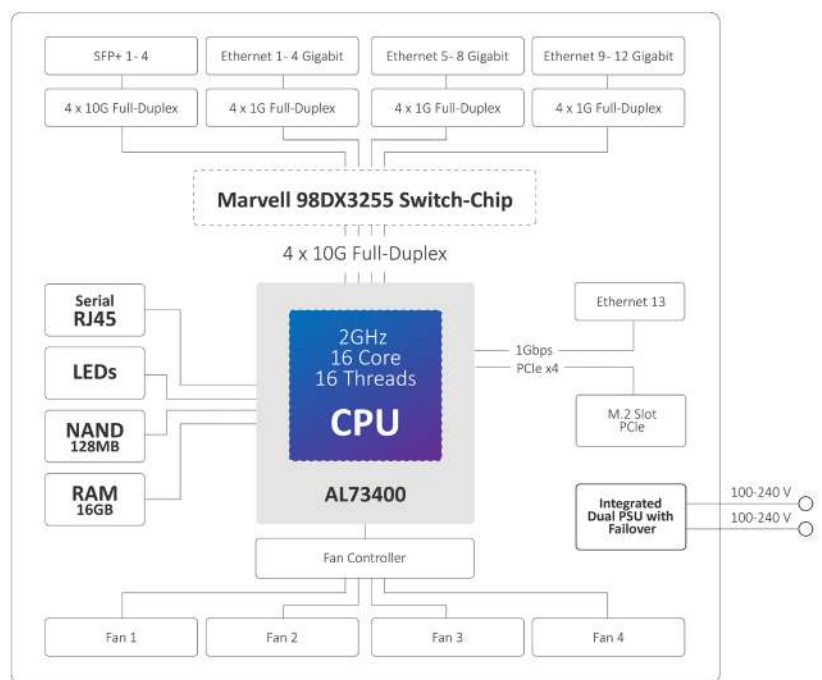 SFP+ 1- 4
Ethernet 1- 4 Gigabit
Ethernet 5- 8 Gigabit
Ethernet 9- 12 Gigabit
4 x 10G Full-Duplex
4 x 1G Full-Duplex
4 x 1G Full-Duplex
4 x 1G Full-Duplex
Marvell 98DX3255 Switch-Chip
4 x 10G Full-Duplex
Serial
RJ45
LEDs
NAND
128MB
RAM
16GB
2GHz
16 Core
16 Threads
CPU
AL73400
Ethernet 13
1Gbps
PCIe x4
M.2 Slot
PCIe
Integrated
Dual PSU with
Failover
100-240 V
100-240 V
Fan Controller
Fan 1
Fan 2
Fan 3
Fan 4